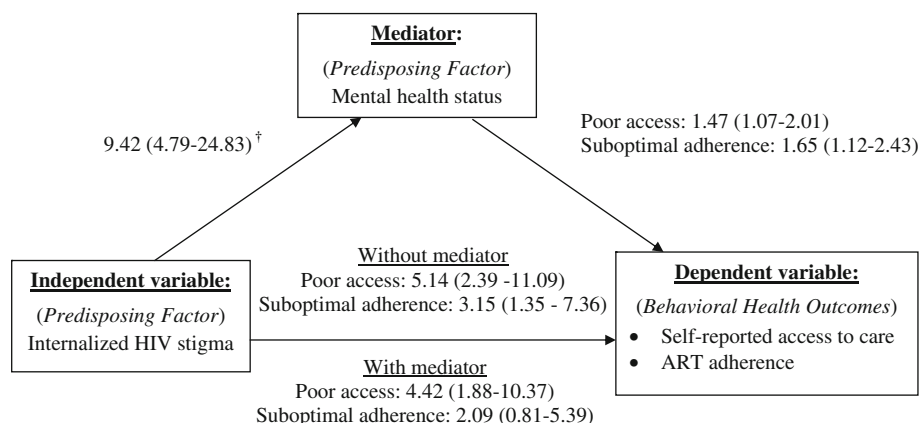 Mediator:
(Predisposing Factor)
Mental health status
9.42 (4.79-24.83)†
Poor access: 1.47 (1.07-2.01)
Suboptimal adherence: 1.65 (1.12-2.43)
Independent variable:
(Predisposing Factor)
Internalized HIV stigma
Without mediator
Poor access: 5.14 (2.39 -11.09)
Suboptimal adherence: 3.15 (1.35 - 7.36)
With mediator
Poor access: 4.42 (1.88-10.37)
Suboptimal adherence: 2.09 (0.81-5.39)
Dependent variable:
(Behavioral Health Outcomes)
• Self-reported access to care
• ART adherence